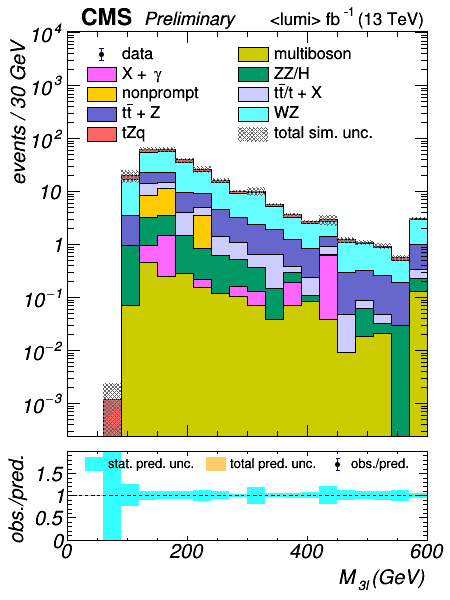 CMS Preliminary <lumi> fb⁻¹ (13 TeV)
events / 30 GeV
10⁴
10³
10²
10
1
10⁻¹
10⁻²
10⁻³
data
multiboson
X + γ
ZZ/H
nonprompt
tt̄/t + X
tt̄ + Z
WZ
tZq
total sim. unc.
obs./pred.
1.5
1
0.5
0
stat. pred. unc. total pred. unc. obs./pred.
0 200 400 600
M₃ₗ (GeV)